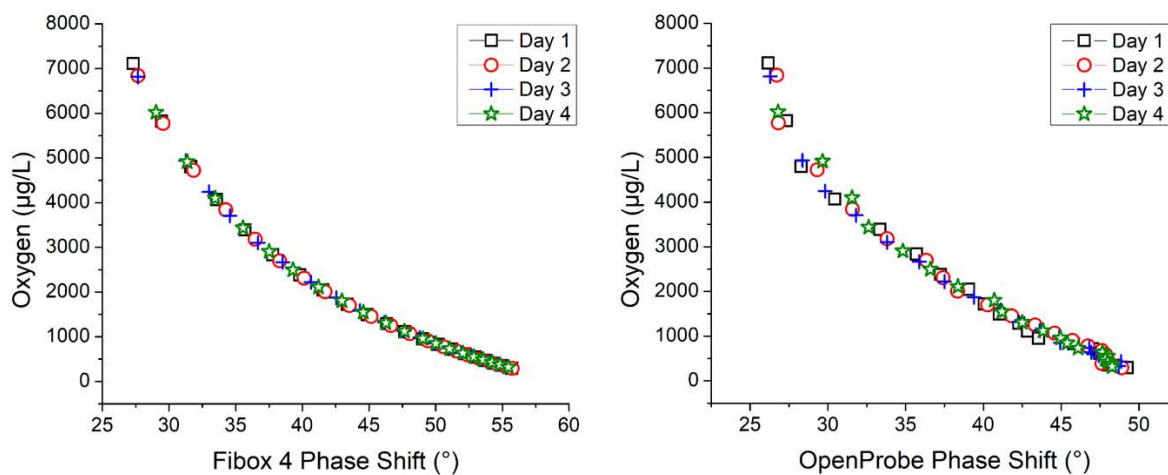 8000
7000
6000
5000
4000
3000
2000
1000
0
Oxygen (µg/L)
Day 1
Day 2
Day 3
Day 4
25 30 35 40 45 50 55 60
Fibox 4 Phase Shift (°)
8000
7000
6000
5000
4000
3000
2000
1000
0
Oxygen (µg/L)
Day 1
Day 2
Day 3
Day 4
25 30 35 40 45 50
OpenProbe Phase Shift (°)